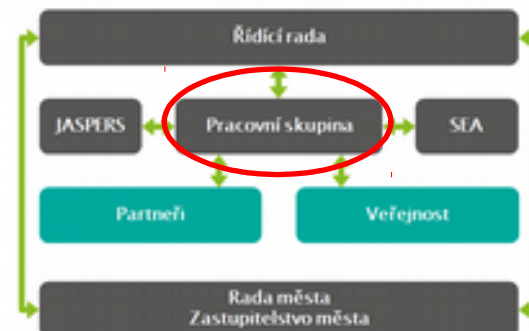 Řídící rada
JASPERS
Pracovní skupina
SEA
Partneři
Veřejnost
Rada města
Zastupitelstvo města